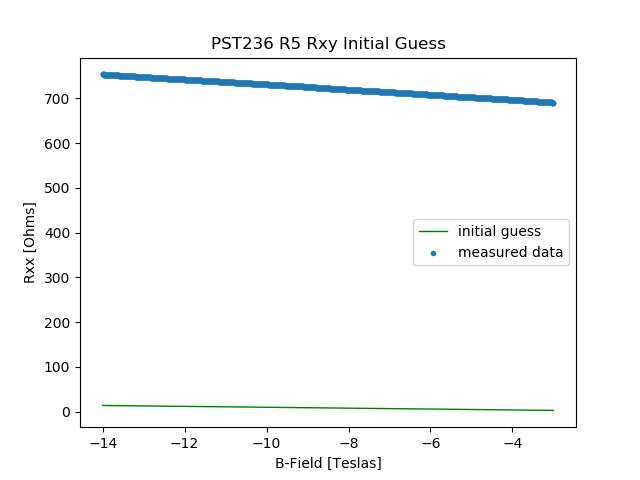 PST236 R5 Rxy Initial Guess
700
600
500
400
300
200
100
0
Rxx [Ohms]
initial guess
measured data
−14 −12 −10 −8 −6 −4
B-Field [Teslas]